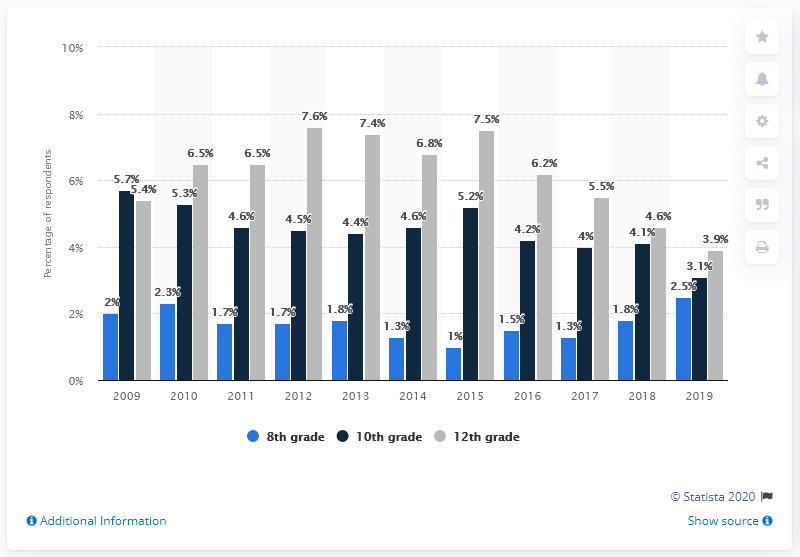 10%
8%
6%
4%
2%
0%
Percentage of respondents
2% 5.7% 5.4%
2.3% 5.3% 6.5%
1.7% 4.6% 6.5%
1.7% 4.5% 7.6%
1.8% 4.4% 7.4%
1.3% 4.6% 6.8%
1% 5.2% 7.5%
1.5% 4.2% 6.2%
1.3% 4% 5.5%
1.8% 4.1% 4.6%
2.5% 3.1% 3.9%
2009 2010 2011 2012 2013 2014 2015 2016 2017 2018 2019
8th grade 10th grade 12th grade
© Statista 2020
Additional Information Show source